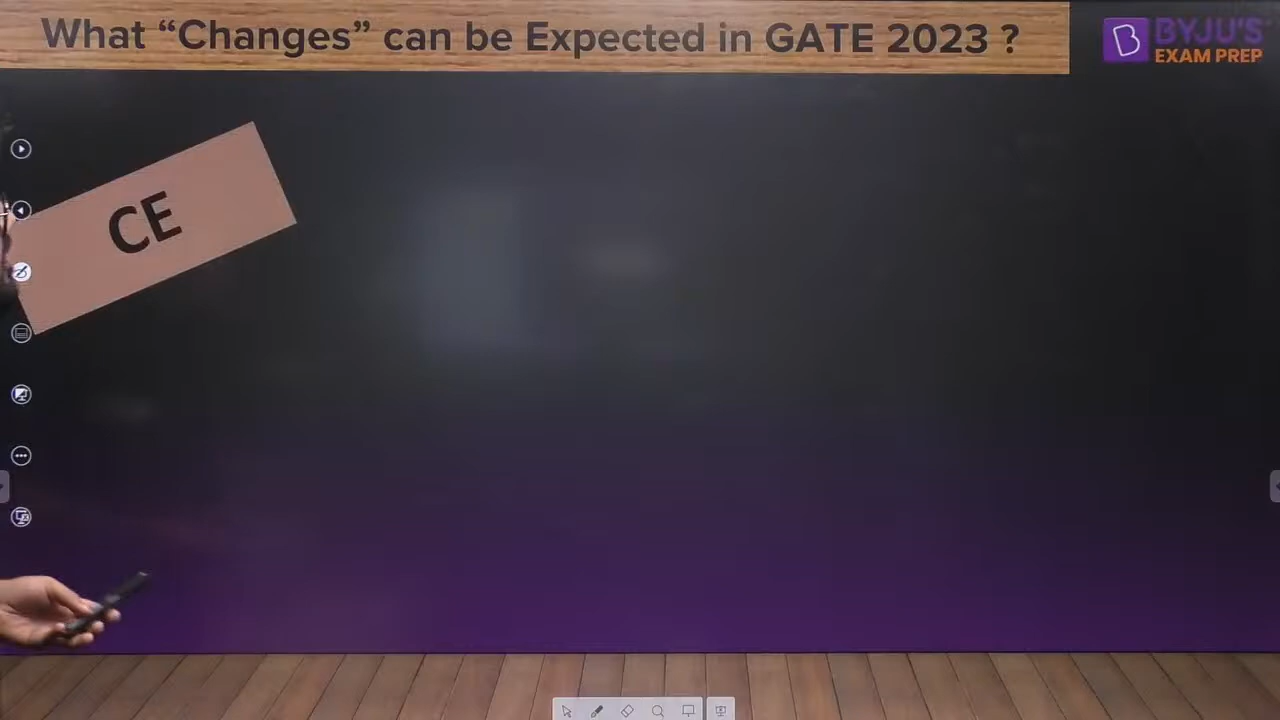 What “Changes” can be Expected in GATE 2023 ?
BYJU'S
EXAM PREP
CE